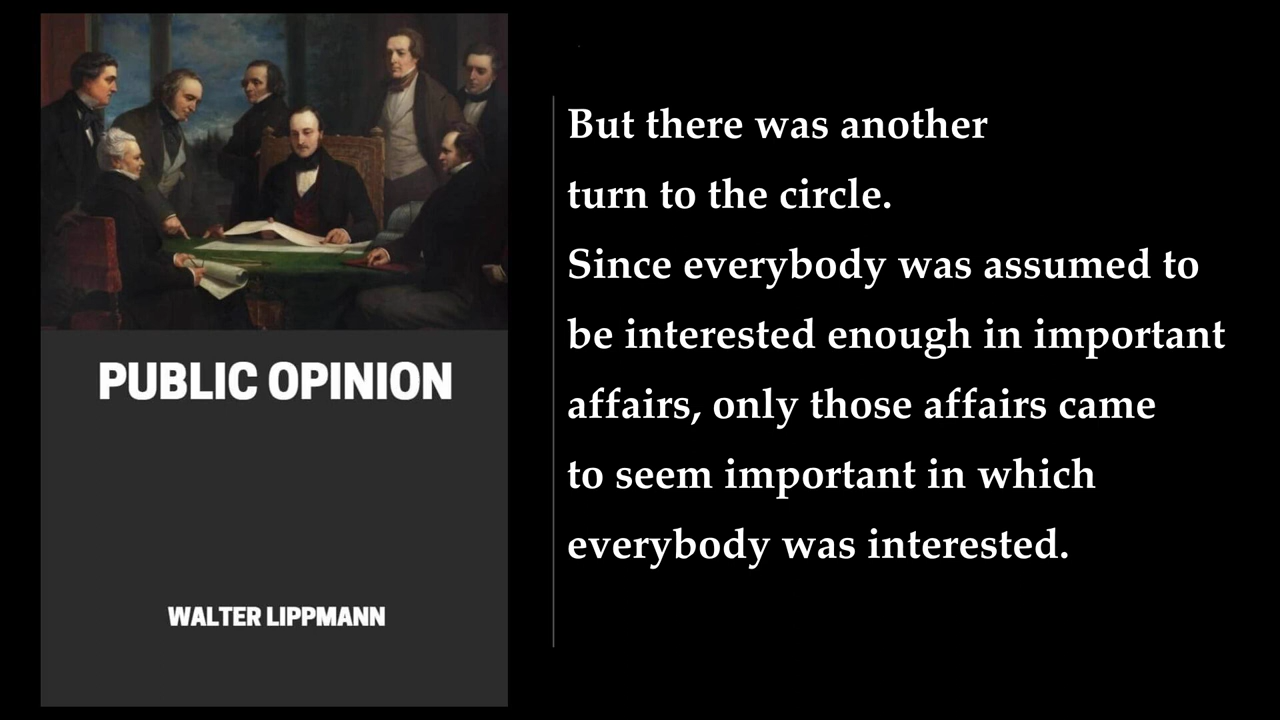 PUBLIC OPINION
WALTER LIPPMANN
But there was another
turn to the circle.
Since everybody was assumed to
be interested enough in important
affairs, only those affairs came
to seem important in which
everybody was interested.